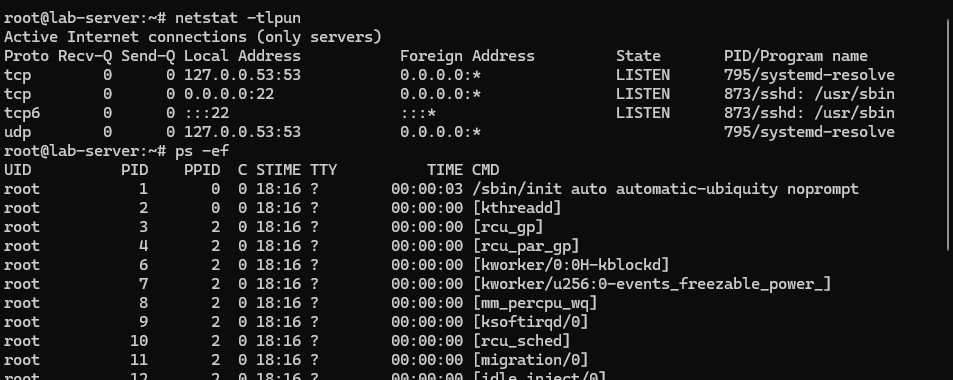 root@lab-server:~# netstat -tlpun
Active Internet connections (only servers)
Proto Recv-Q Send-Q Local Address           Foreign Address         State       PID/Program name
tcp        0      0 127.0.0.53:53           0.0.0.0:*               LISTEN      795/systemd-resolve
tcp        0      0 0.0.0.0:22              0.0.0.0:*               LISTEN      873/sshd: /usr/sbin
tcp6       0      0 :::22                   :::*                    LISTEN      873/sshd: /usr/sbin
udp        0      0 127.0.0.53:53           0.0.0.0:*                           795/systemd-resolve
root@lab-server:~# ps -ef
UID          PID    PPID  C STIME TTY          TIME CMD
root           1       0  0 18:16 ?        00:00:03 /sbin/init auto automatic-ubiquity noprompt
root           2       0  0 18:16 ?        00:00:00 [kthreadd]
root           3       2  0 18:16 ?        00:00:00 [rcu_gp]
root           4       2  0 18:16 ?        00:00:00 [rcu_par_gp]
root           6       2  0 18:16 ?        00:00:00 [kworker/0:0H-kblockd]
root           7       2  0 18:16 ?        00:00:00 [kworker/u256:0-events_freezable_power_]
root           8       2  0 18:16 ?        00:00:00 [mm_percpu_wq]
root           9       2  0 18:16 ?        00:00:00 [ksoftirqd/0]
root          10       2  0 18:16 ?        00:00:00 [rcu_sched]
root          11       2  0 18:16 ?        00:00:00 [migration/0]
root          12       2  0 18:16 ?        00:00:00 [idle_inject/0]